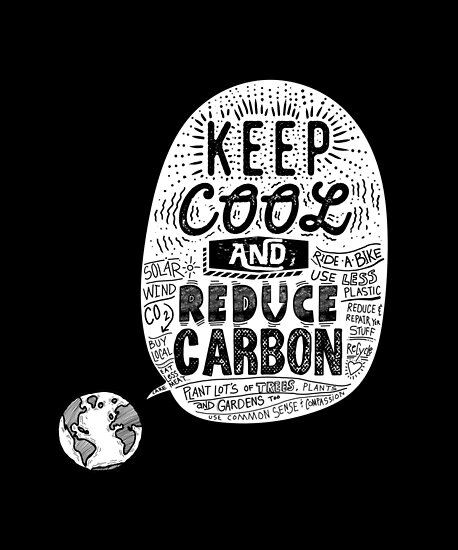 KEEP
COOL
AND
REDUCE
CARBON
SOLAR
WIND
CO2
BUY
LOCAL
EAT
LESS
MEAT
RIDE·A·BIKE
USE LESS
PLASTIC
REDUCE &
REPAIR
STUFF
Recycle
PLANT LOT'S OF TREES, PLANTS
AND GARDENS TOO
USE COMMON SENSE & COMPASSION